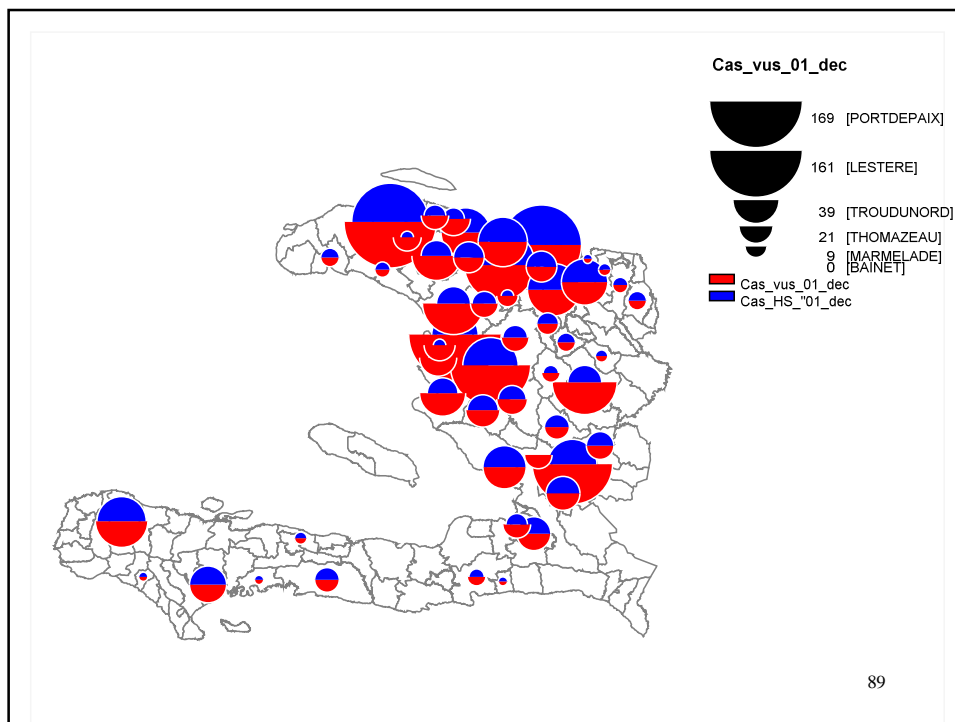 Cas_vus_01_dec
169 [PORTDEPAIX]
161 [LESTERE]
39 [TROUDUNORD]
21 [THOMAZEAU]
9 [MARMELADE]
0 [BAINET]
Cas_vus_01_dec
Cas_HS_"01_dec
89